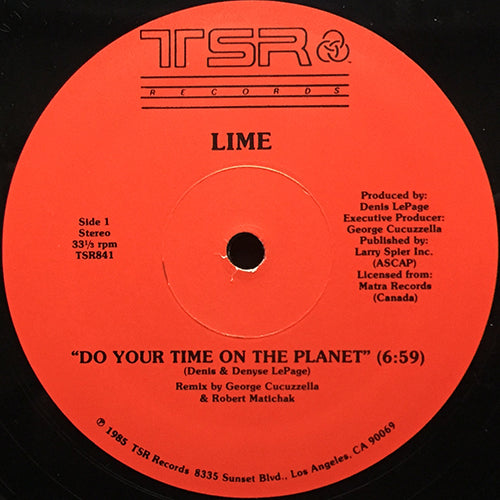 TSR
RECORDS
LIME
Side 1
Stereo
33⅓ rpm
TSR841
Produced by:
Denis LePage
Executive Producer:
George Cucuzzella
Published by:
Larry Spier Inc.
(ASCAP)
Licensed from:
Matra Records
(Canada)
"DO YOUR TIME ON THE PLANET" (6:59)
(Denis & Denyse LePage)
Remix by George Cucuzzella
& Robert Matichak
℗ 1985 TSR Records 8335 Sunset Blvd., Los Angeles, CA 90069